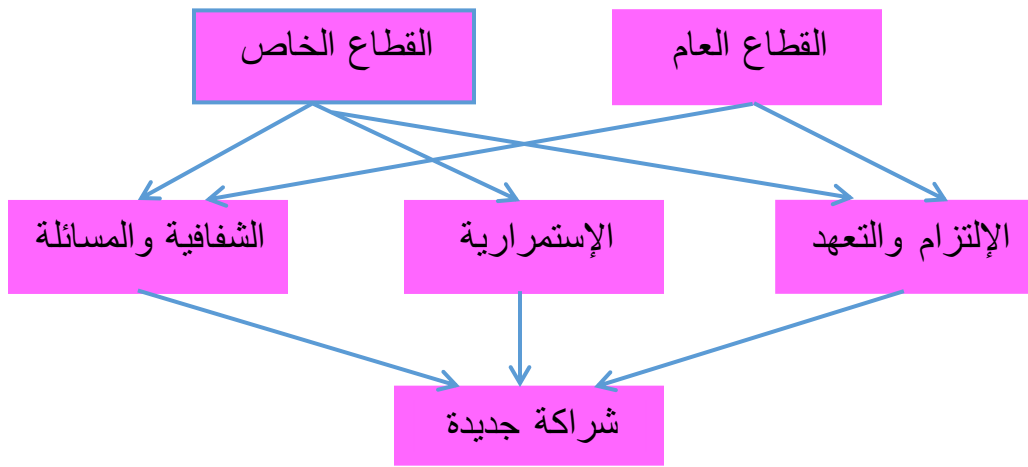 القطاع العام
القطاع الخاص
الإلتزام والتعهد
الإستمرارية
الشفافية والمسائلة
شراكة جديدة